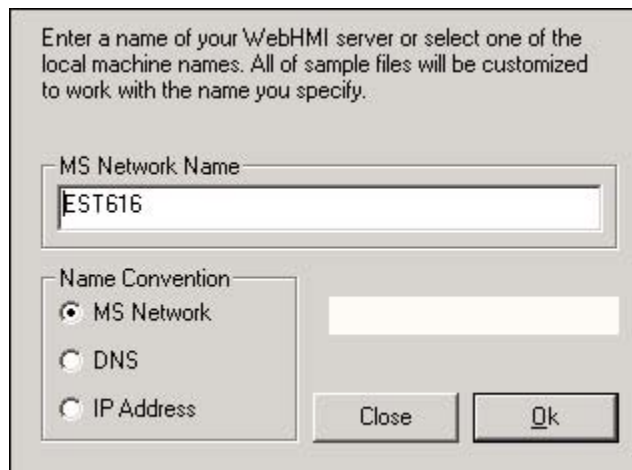 Enter a name of your WebHMI server or select one of the
local machine names. All of sample files will be customized
to work with the name you specify.
MS Network Name
EST616
Name Convention
MS Network
DNS
IP Address
Close
Ok